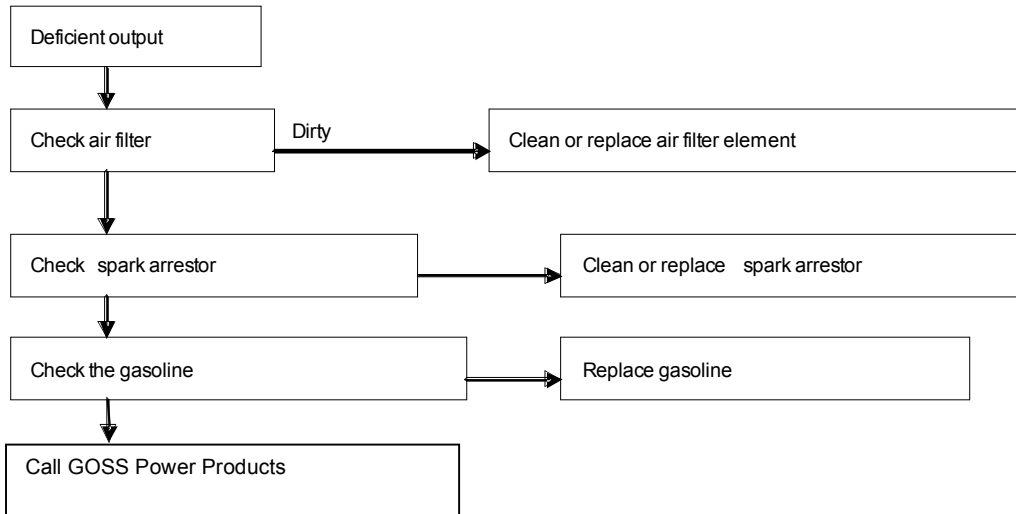 Deficient output
Check air filter
Dirty
Clean or replace air filter element
Check spark arrestor
Clean or replace spark arrestor
Check the gasoline
Replace gasoline
Call GOSS Power Products